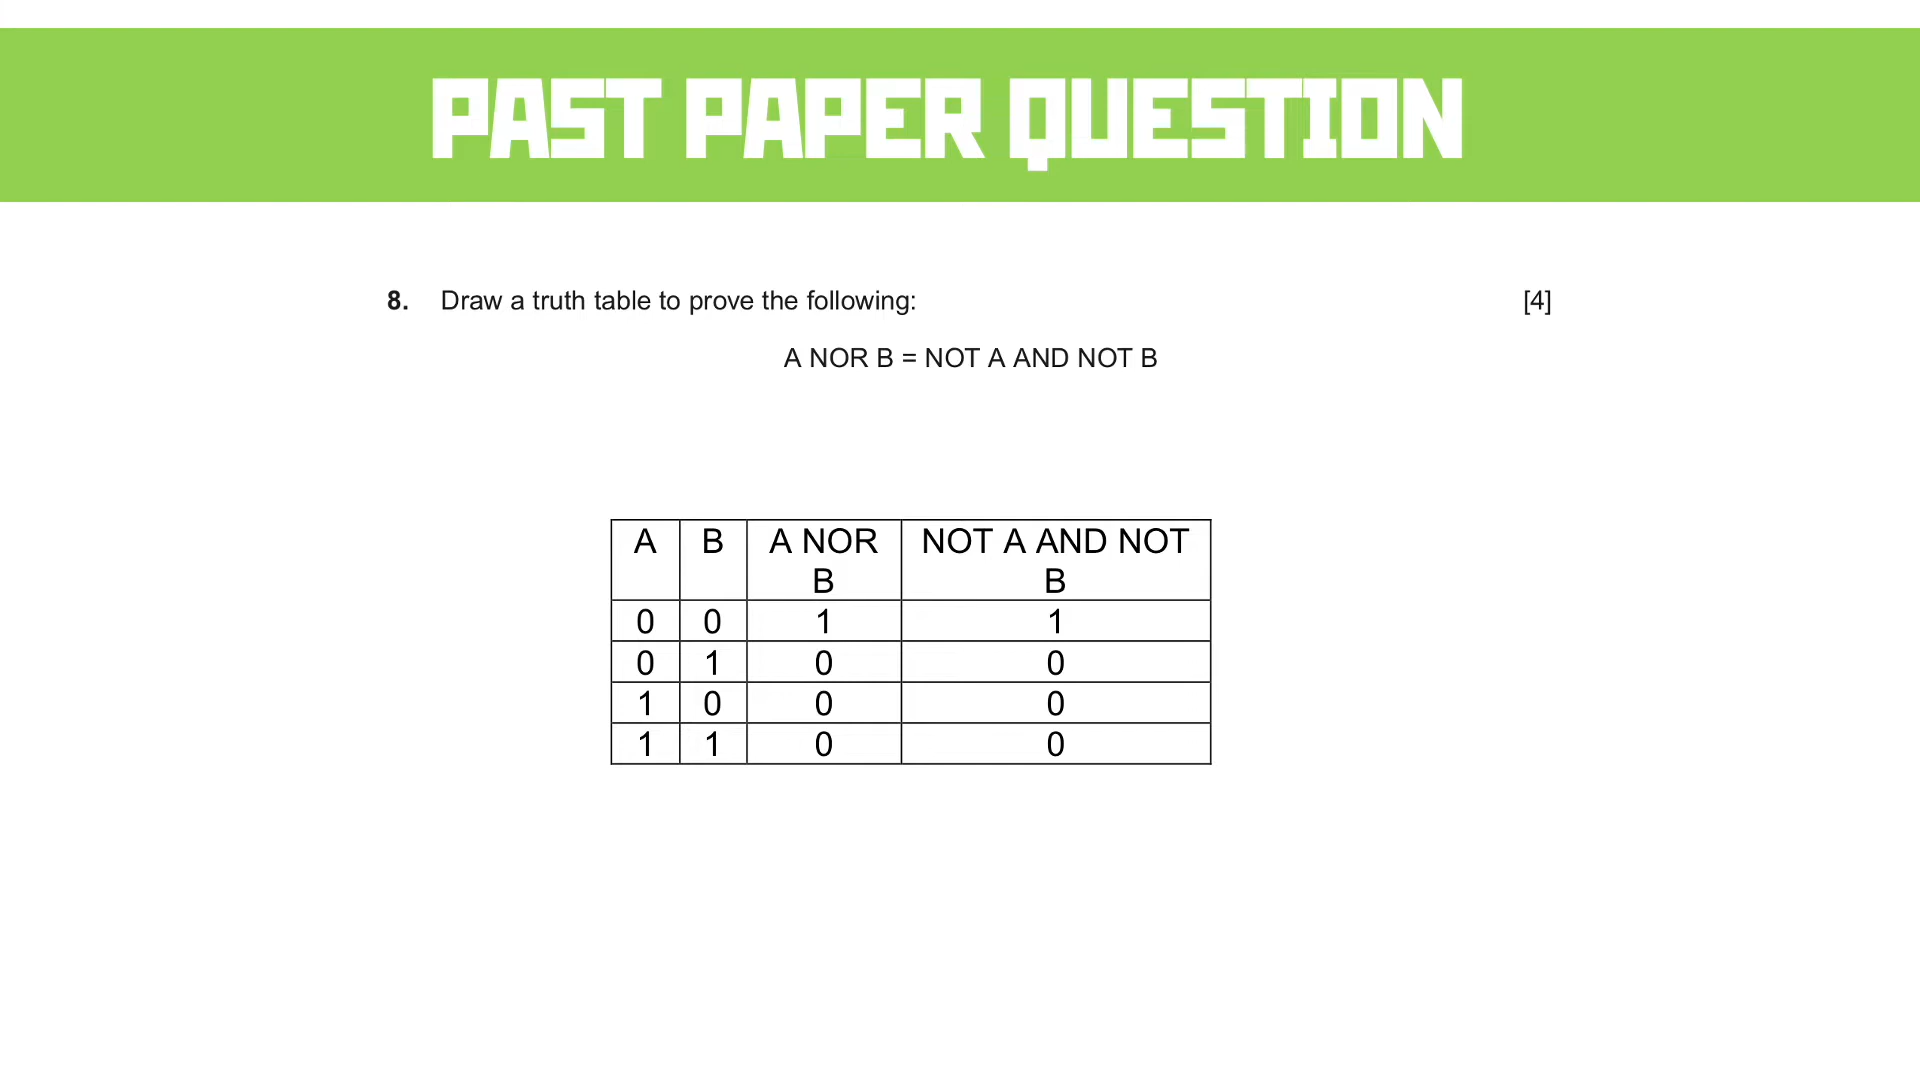 PAST PAPER QUESTION
8. Draw a truth table to prove the following: [4]
A NOR B = NOT A AND NOT B
A B A NOR B NOT A AND NOT B
0 0 1 1
0 1 0 0
1 0 0 0
1 1 0 0